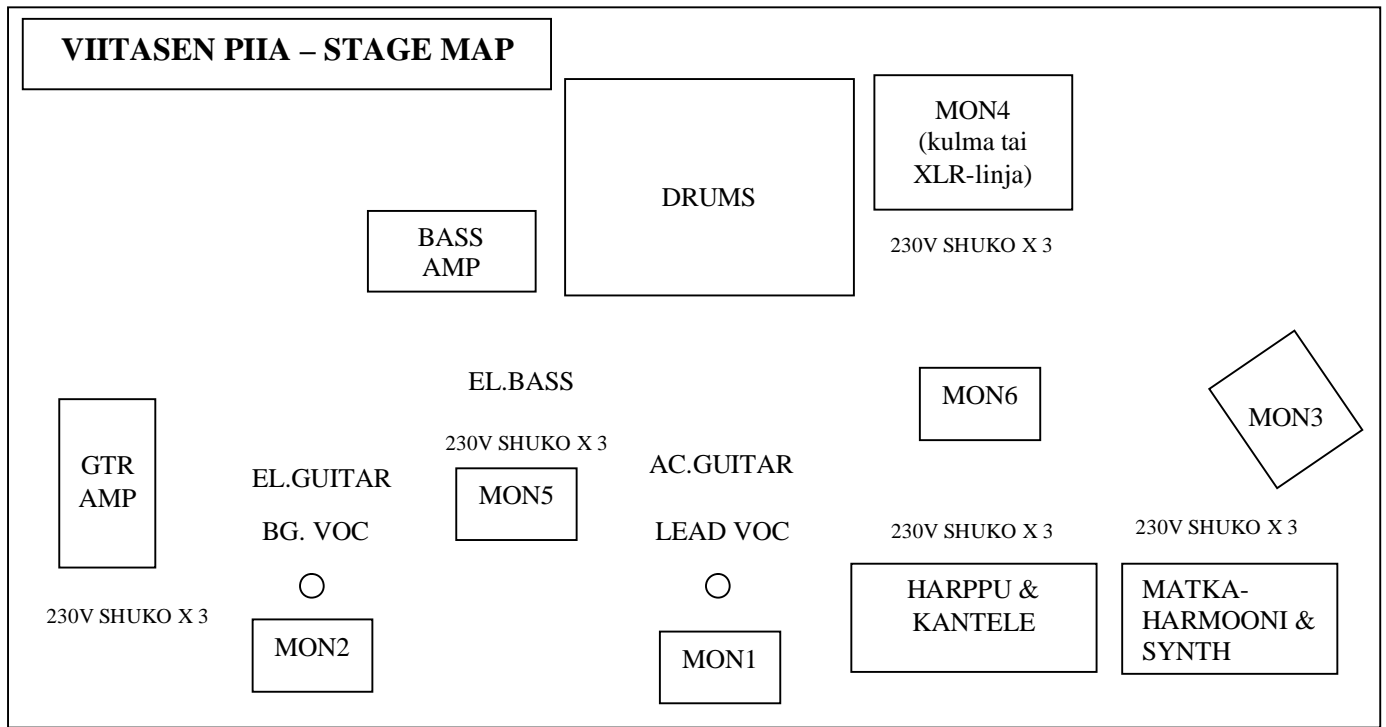 VIITASEN PIIA – STAGE MAP
MON4
(kulma tai
XLR-linja)
DRUMS
BASS
AMP
230V SHUKO X 3
EL.BASS
MON6
MON3
230V SHUKO X 3
GTR
AMP
EL.GUITAR
MON5
AC.GUITAR
BG. VOC
LEAD VOC
230V SHUKO X 3
230V SHUKO X 3
230V SHUKO X 3
MON2
MON1
HARPPU &
KANTELE
MATKA-
HARMOONI &
SYNTH